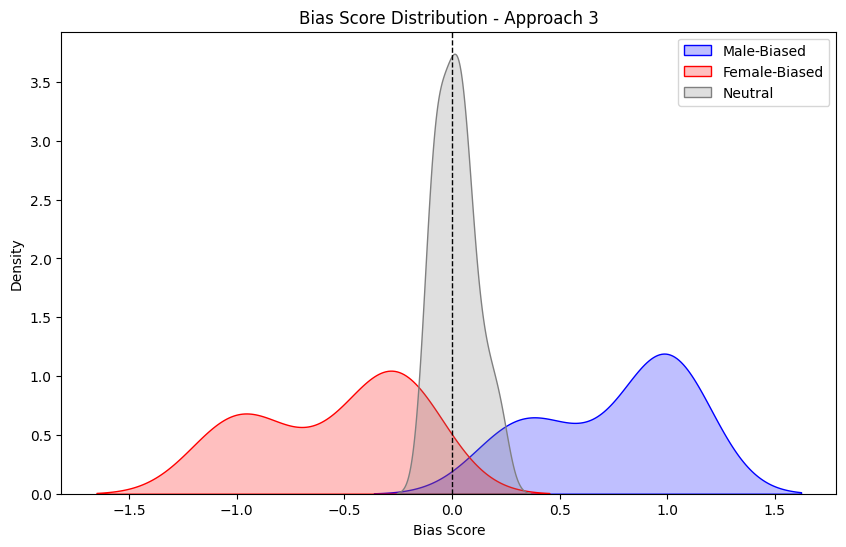 Bias Score Distribution - Approach 3
Male-Biased
Female-Biased
Neutral
Density
3.5
3.0
2.5
2.0
1.5
1.0
0.5
0.0
−1.5
−1.0
−0.5
0.0
0.5
1.0
1.5
Bias Score